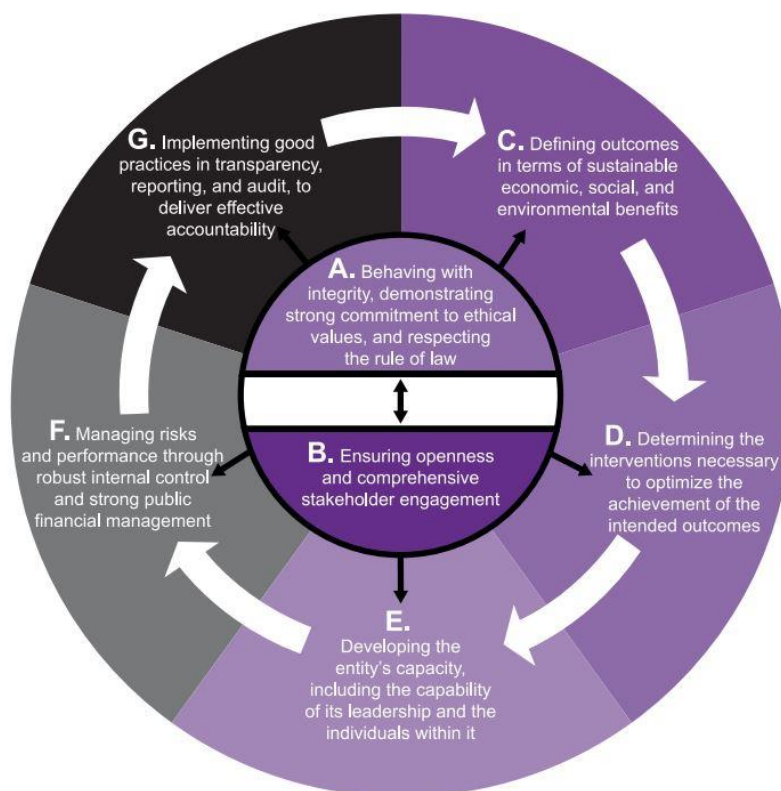 G. Implementing good
practices in transparency,
reporting, and audit, to
deliver effective
accountability
C. Defining outcomes
in terms of sustainable
economic, social, and
environmental benefits
A. Behaving with
integrity, demonstrating
strong commitment to ethical
values, and respecting
the rule of law
B. Ensuring openness
and comprehensive
stakeholder engagement
D. Determining the
interventions necessary
to optimize the
achievement of the
intended outcomes
E.
Developing the
entity's capacity,
including the capability
of its leadership and the
individuals within it
F. Managing risks
and performance through
robust internal control
and strong public
financial management